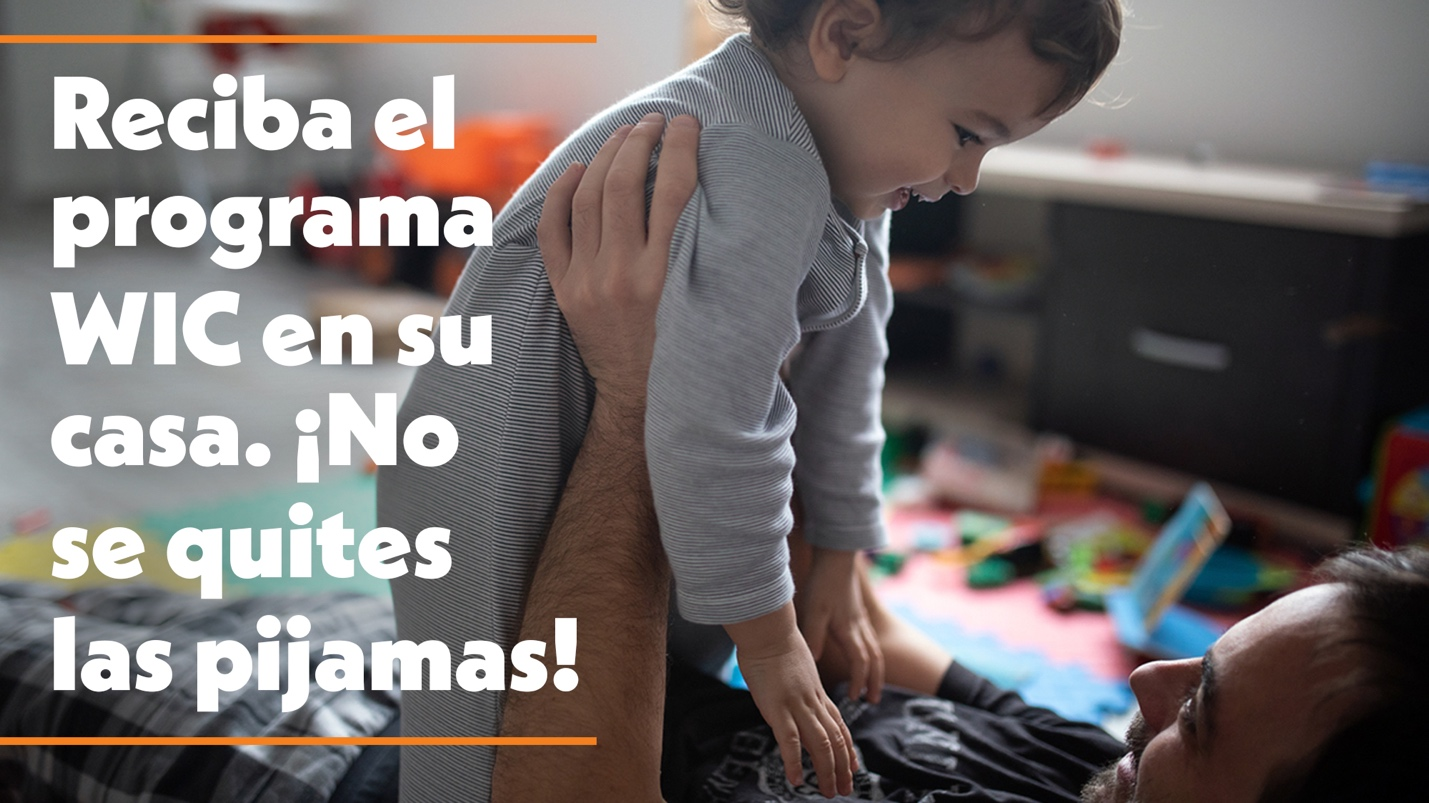 Reciba el
programa
WIC en su
casa. ¡No
se quites
las pijamas!